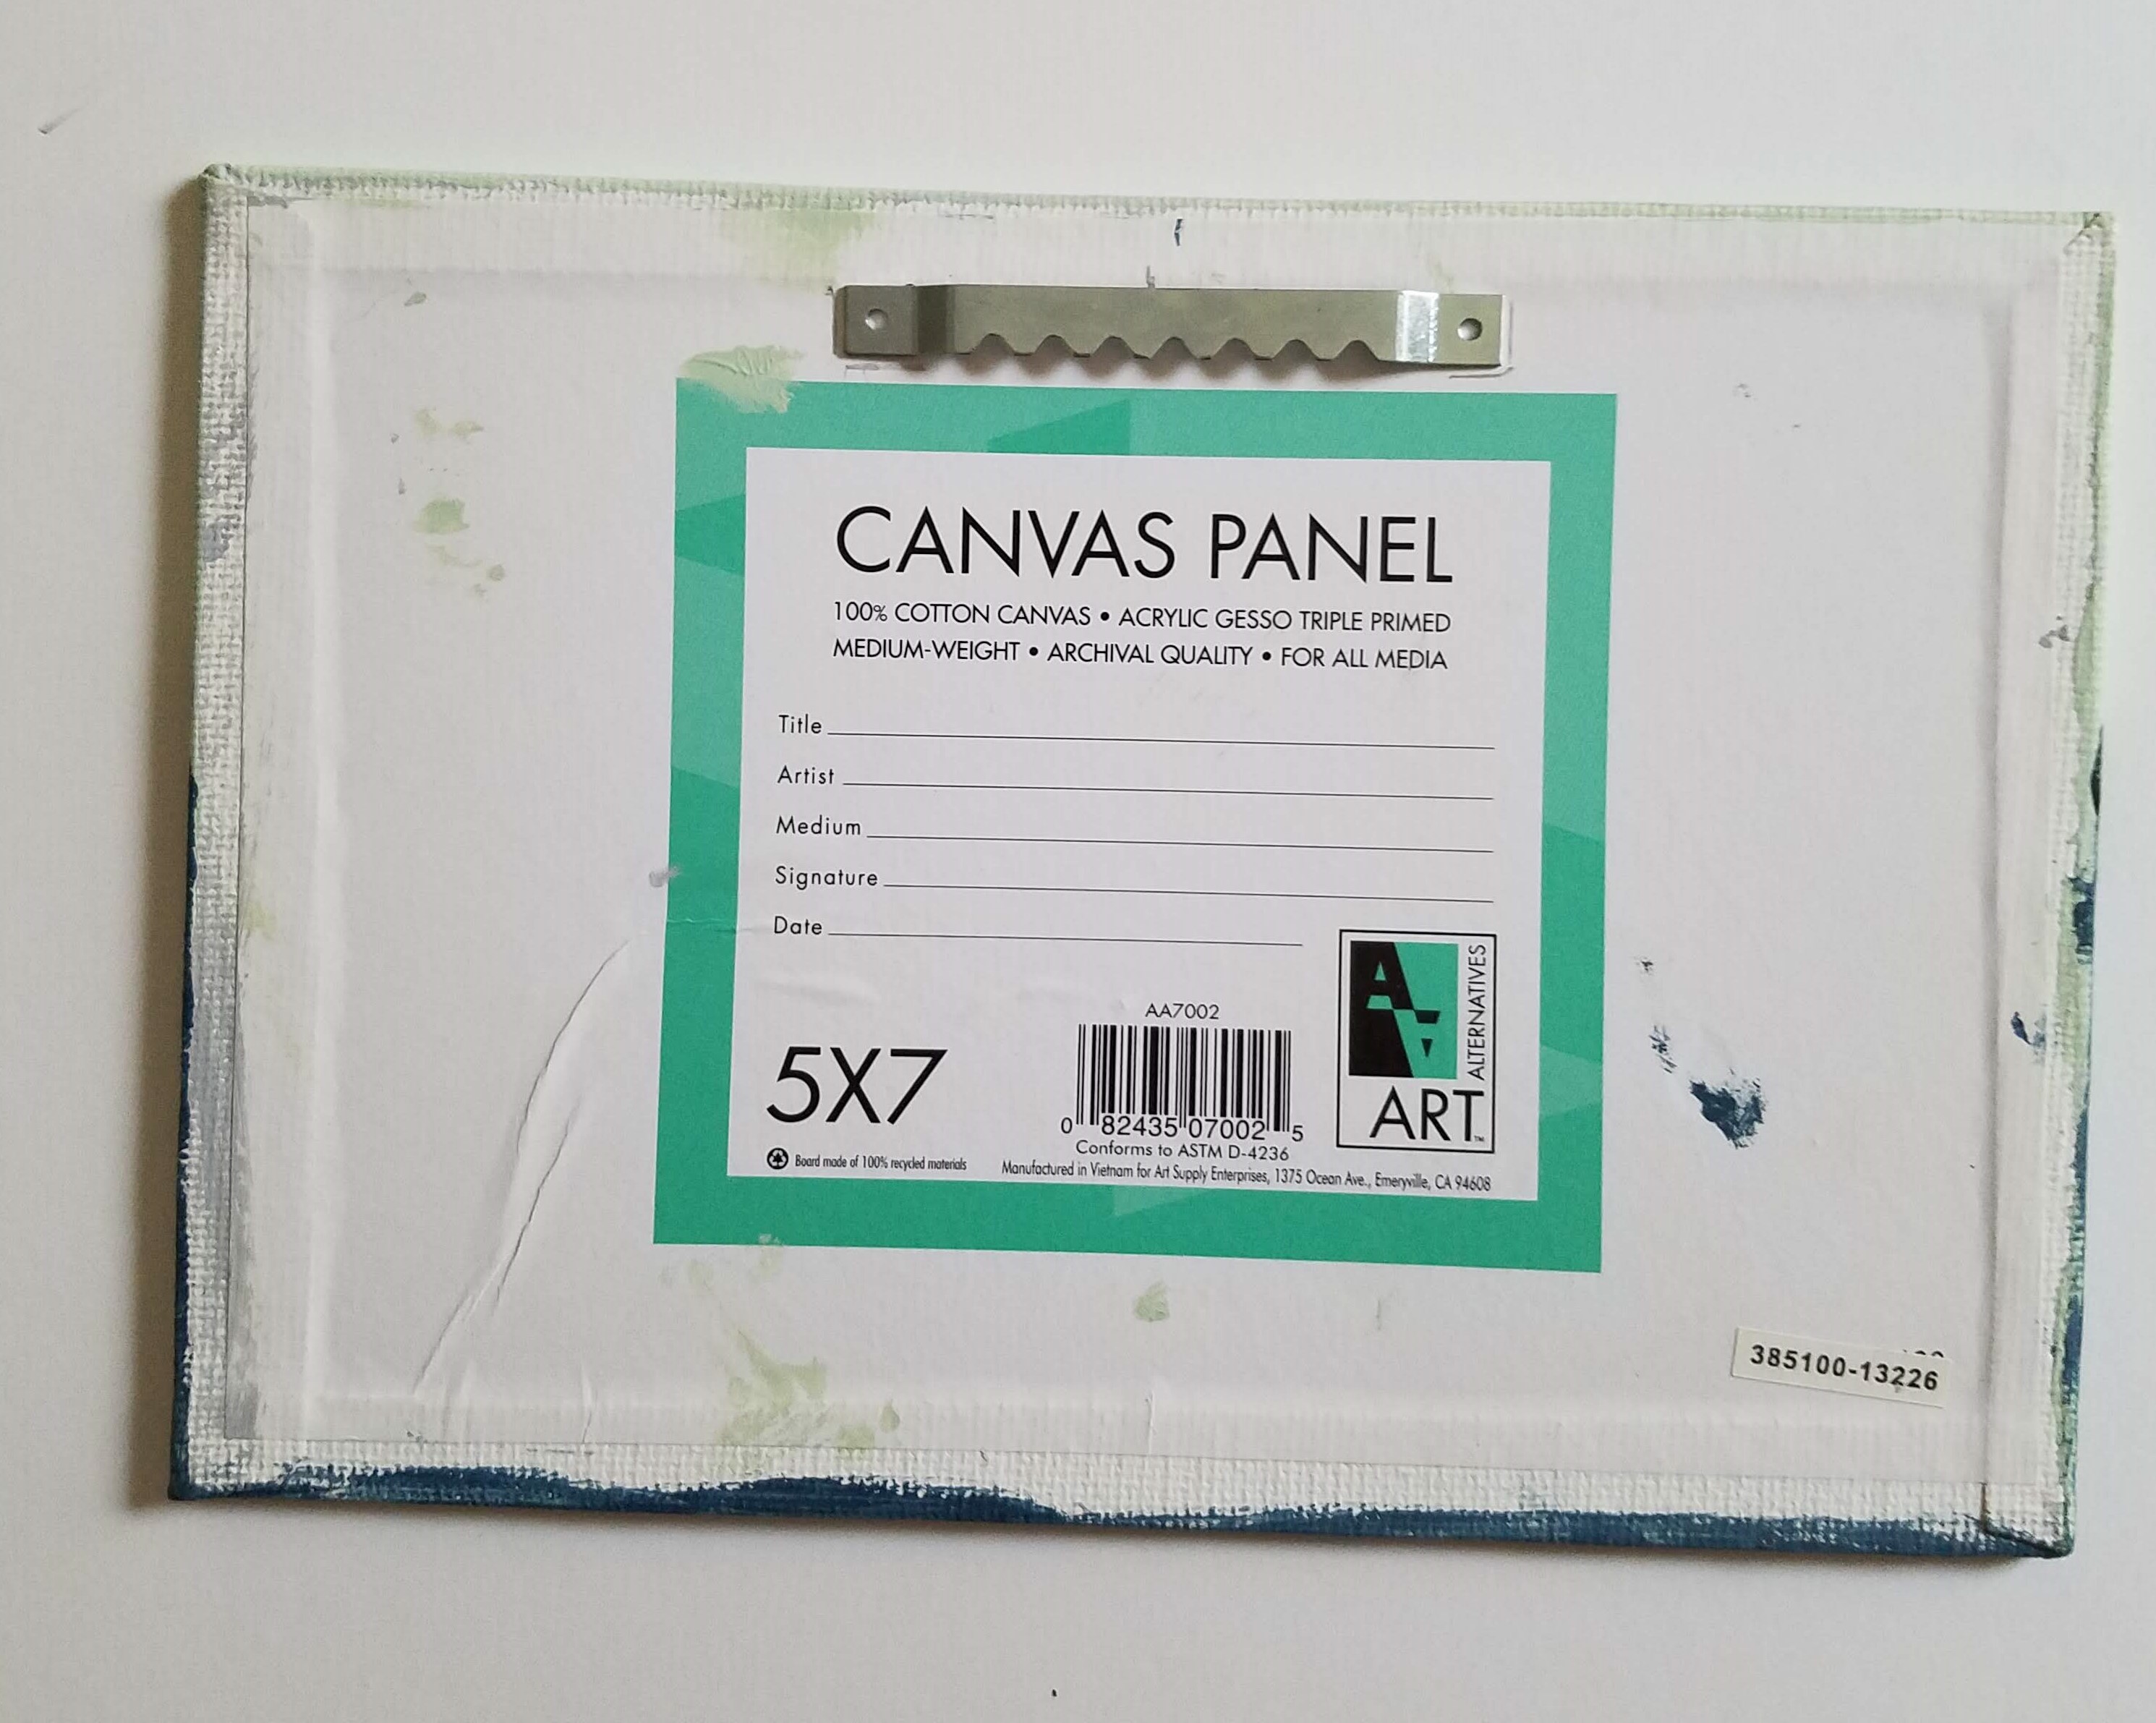 CANVAS PANEL
100% COTTON CANVAS • ACRYLIC GESSO TRIPLE PRIMED
MEDIUM-WEIGHT • ARCHIVAL QUALITY • FOR ALL MEDIA
Title
Artist
Medium
Signature
Date
AA ALTERNATIVES
ART™
AA7002
5X7
0 82435 07002 5
Conforms to ASTM D-4236
Board made of 100% recycled materials
Manufactured in Vietnam for Art Supply Enterprises, 1375 Ocean Ave., Emeryville, CA 94608
385100-13226